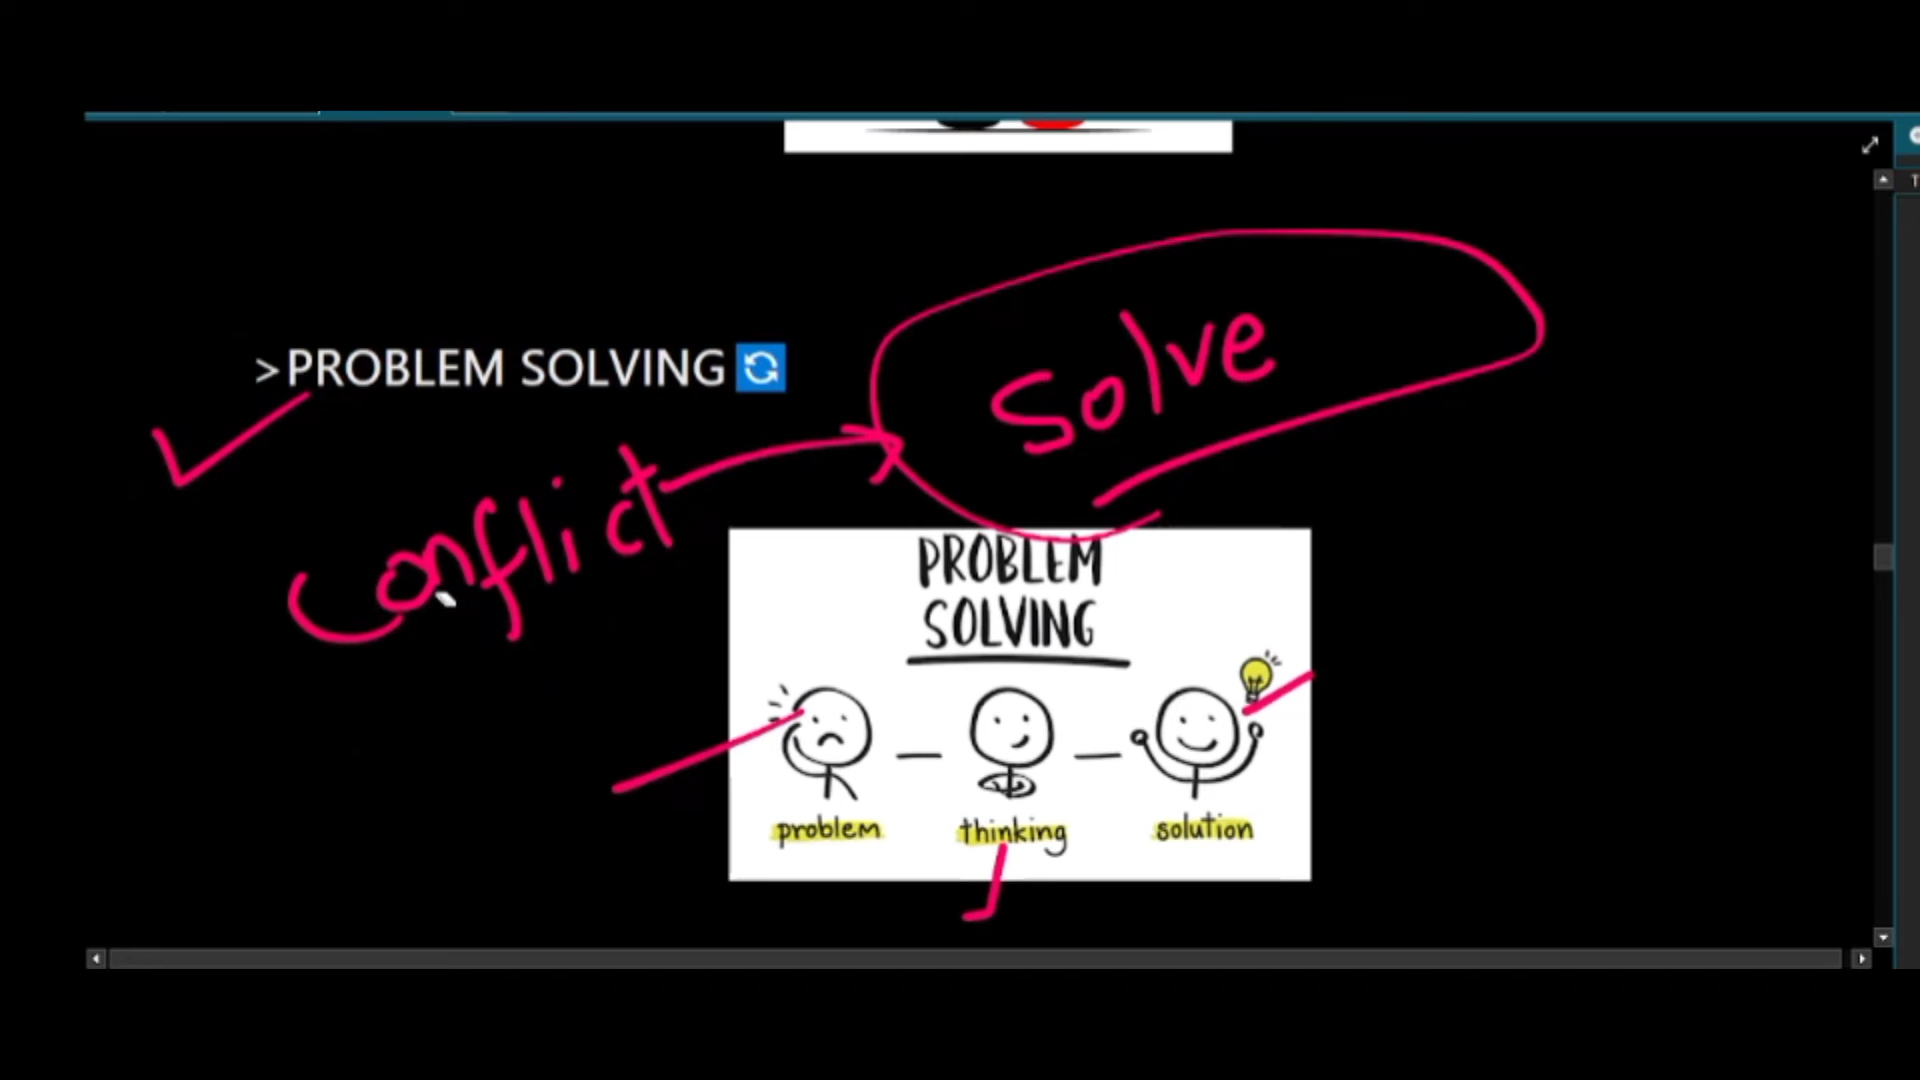 >PROBLEM SOLVING
Solve
Conflict
PROBLEM
SOLVING
problem — thinking — solution
T